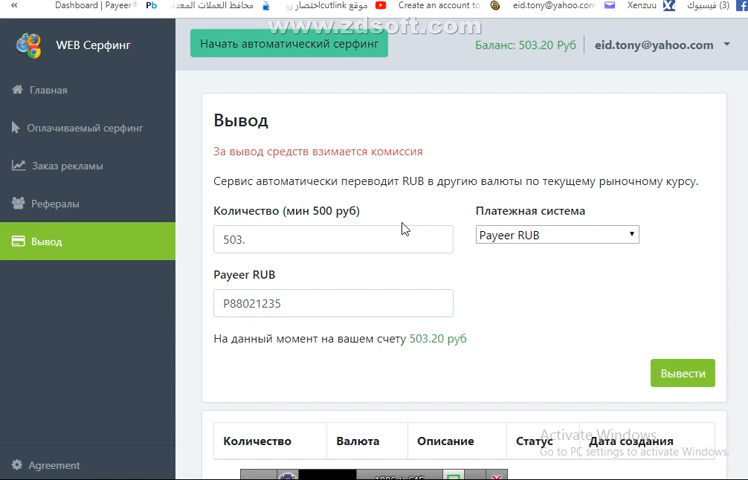 Dashboard | Payeer® Pb محافظ العملات المعدند موقع cutlink اختصار رو Create an account eid.tony@yahoo.com Xenzuu فيسبوك (3)
www.zdsoft.com
WEB Серфинг
Начать автоматический серфинг
Баланс: 503.20 Руб
eid.tony@yahoo.com
Главная
Оплачиваемый серфинг
Заказ рекламы
Рефералы
Вывод
Agreement
Вывод
За вывод средств взимается комиссия
Сервис автоматически переводит RUB в другию валюты по текущему рыночному курсу.
Количество (мин 500 руб) Платежная система
503. Payeer RUB
Payeer RUB
P88021235
На данный момент на вашем счету 503.20 руб
Вывести
Количество Валюта Описание Статус Дата создания
Activate Windows
Go to PC settings to activate Windows.